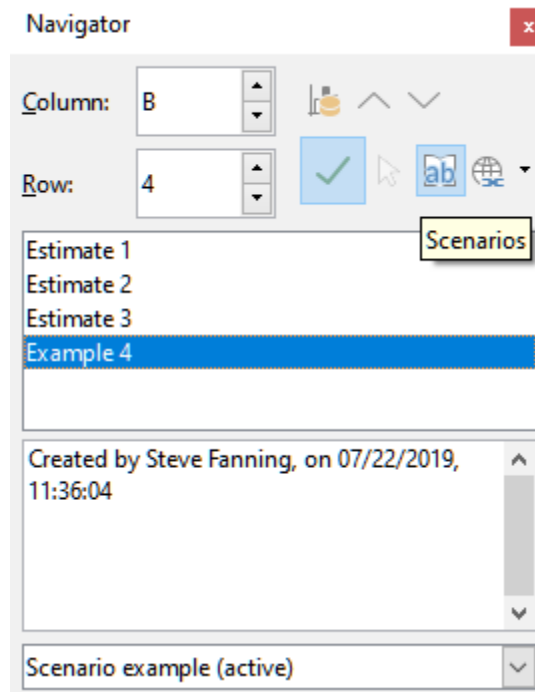 Navigator
x
Column: B
Row: 4
ab
Scenarios
Estimate 1
Estimate 2
Estimate 3
Example 4
Created by Steve Fanning, on 07/22/2019,
11:36:04
Scenario example (active)